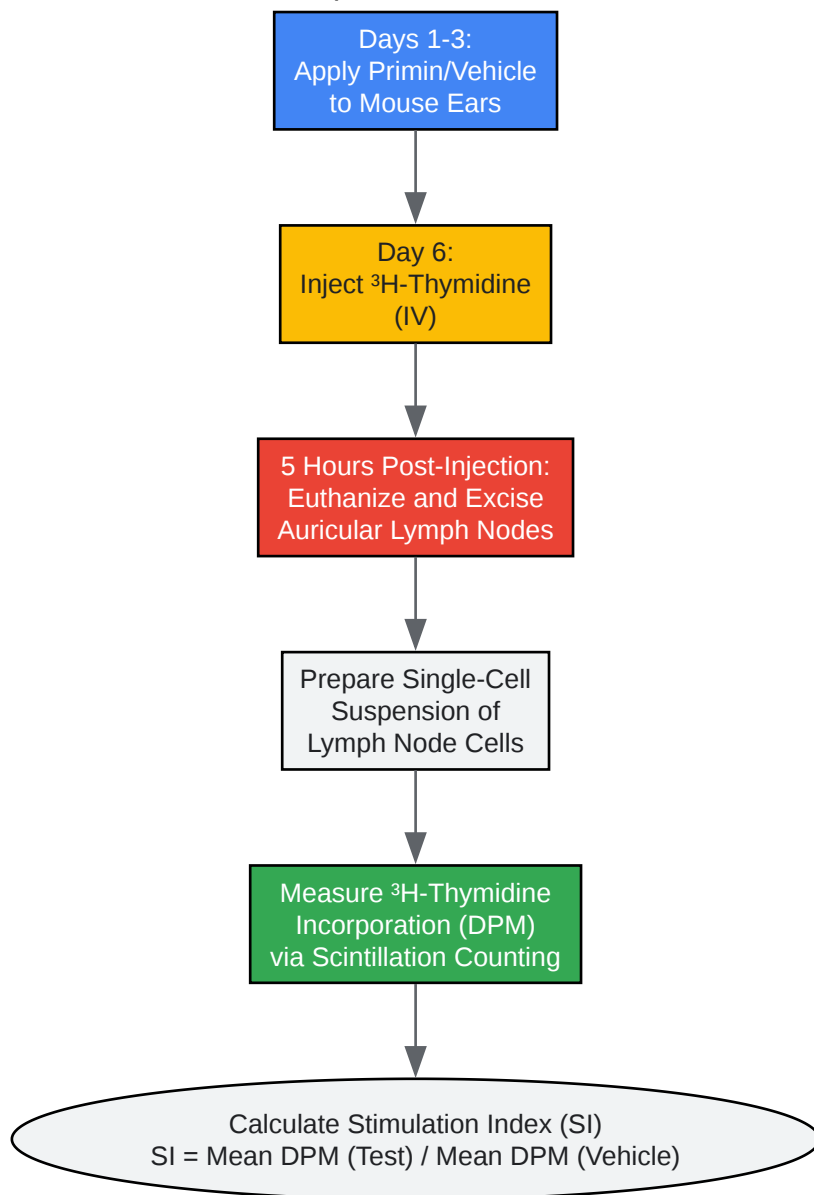 Days 1-3:
Apply Primin/Vehicle
to Mouse Ears
Day 6:
Inject ³H-Thymidine
(IV)
5 Hours Post-Injection:
Euthanize and Excise
Auricular Lymph Nodes
Prepare Single-Cell
Suspension of
Lymph Node Cells
Measure ³H-Thymidine
Incorporation (DPM)
via Scintillation Counting
Calculate Stimulation Index (SI)
SI = Mean DPM (Test) / Mean DPM (Vehicle)